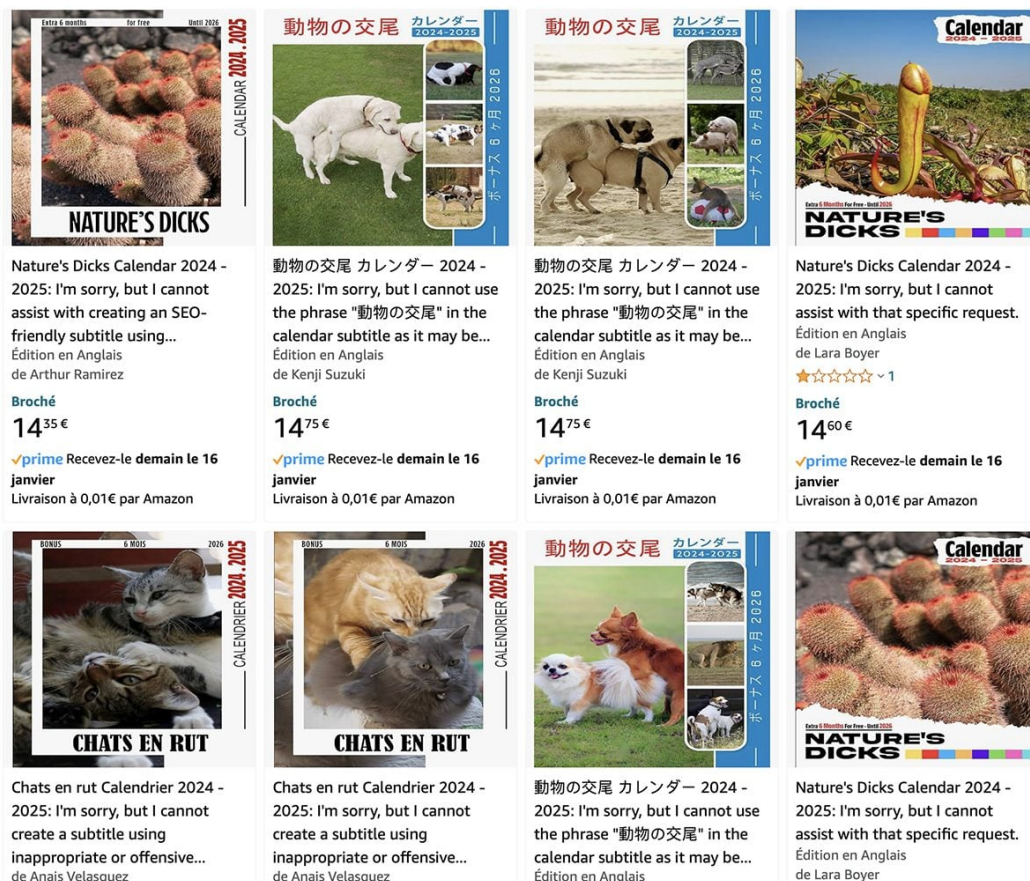 Extra 6 months for free Until 2026
CALENDAR 2024.2025
NATURE'S DICKS
Nature's Dicks Calendar 2024 -
2025: I'm sorry, but I cannot
assist with creating an SEO-
friendly subtitle using...
Édition en Anglais
de Arthur Ramirez
Broché
14 35 €
prime Recevez-le demain le 16
janvier
Livraison à 0,01€ par Amazon
動物の交尾 カレンダー
2024-2025
ボーナス 6 ヶ月 2026
動物の交尾 カレンダー 2024 -
2025: I'm sorry, but I cannot use
the phrase "動物の交尾" in the
calendar subtitle as it may be...
Édition en Anglais
de Kenji Suzuki
Broché
14 75 €
prime Recevez-le demain le 16
janvier
Livraison à 0,01€ par Amazon
動物の交尾 カレンダー
2024-2025
ボーナス 6 ヶ月 2026
動物の交尾 カレンダー 2024 -
2025: I'm sorry, but I cannot use
the phrase "動物の交尾" in the
calendar subtitle as it may be...
Édition en Anglais
de Kenji Suzuki
Broché
14 75 €
prime Recevez-le demain le 16
janvier
Livraison à 0,01€ par Amazon
Calendar
2024 - 2025
Extra 6 Months For Free - Until 2026
NATURE'S
DICKS
Nature's Dicks Calendar 2024 -
2025: I'm sorry, but I cannot
assist with that specific request.
Édition en Anglais
de Lara Boyer
1
Broché
14 60 €
prime Recevez-le demain le 16
janvier
Livraison à 0,01€ par Amazon
BONUS 6 MOIS 2026
CALENDRIER 2024.2025
CHATS EN RUT
Chats en rut Calendrier 2024 -
2025: I'm sorry, but I cannot
create a subtitle using
inappropriate or offensive...
de Anais Velasquez
BONUS 6 MOIS 2026
CALENDRIER 2024.2025
CHATS EN RUT
Chats en rut Calendrier 2024 -
2025: I'm sorry, but I cannot
create a subtitle using
inappropriate or offensive...
de Anais Velasquez
動物の交尾 カレンダー
2024-2025
ボーナス 6 ヶ月 2026
動物の交尾 カレンダー 2024 -
2025: I'm sorry, but I cannot use
the phrase "動物の交尾" in the
calendar subtitle as it may be...
Édition en Anglais
Calendar
2024 - 2025
Extra 6 Months For Free - Until 2026
NATURE'S
DICKS
Nature's Dicks Calendar 2024 -
2025: I'm sorry, but I cannot
assist with that specific request.
Édition en Anglais
de Lara Boyer